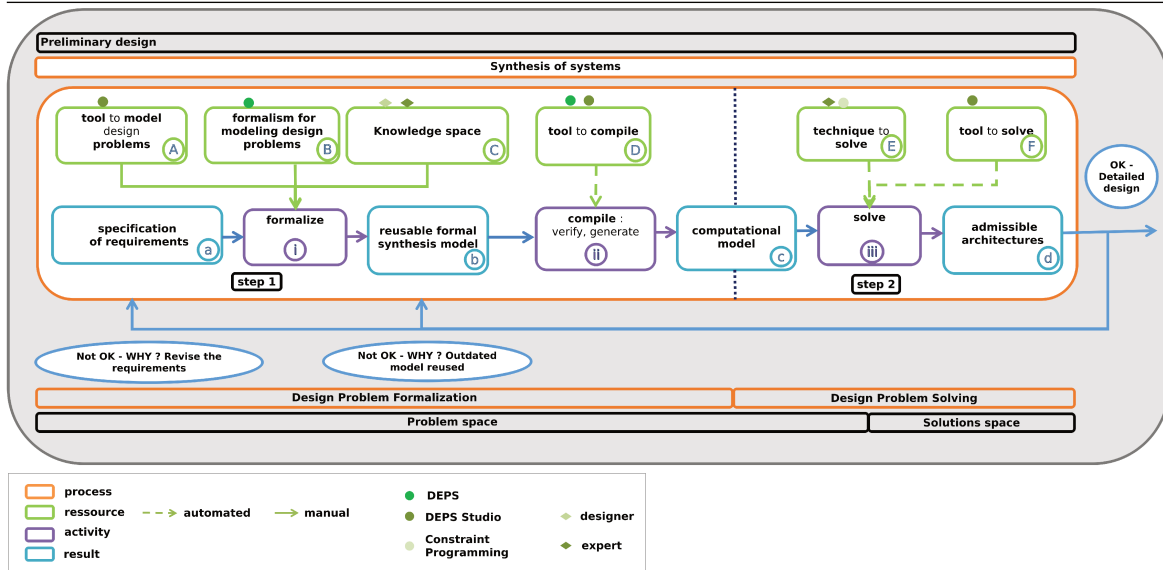 Preliminary design
Synthesis of systems
tool to model
design
problems
A
formalism for
modeling design
problems
B
Knowledge space
C
tool to compile
D
technique to
solve
E
tool to solve
F
OK -
Detailed
design
specification
of requirements
a
formalize
i
reusable formal
synthesis model
b
compile :
verify, generate
ii
computational
model
c
solve
iii
admissible
architectures
d
step 1
step 2
Not OK - WHY ? Revise the
requirements
Not OK - WHY ? Outdated
model reused
Design Problem Formalization
Design Problem Solving
Problem space
Solutions space
process
ressource
automated
manual
activity
result
DEPS
DEPS Studio
designer
Constraint
Programming
expert